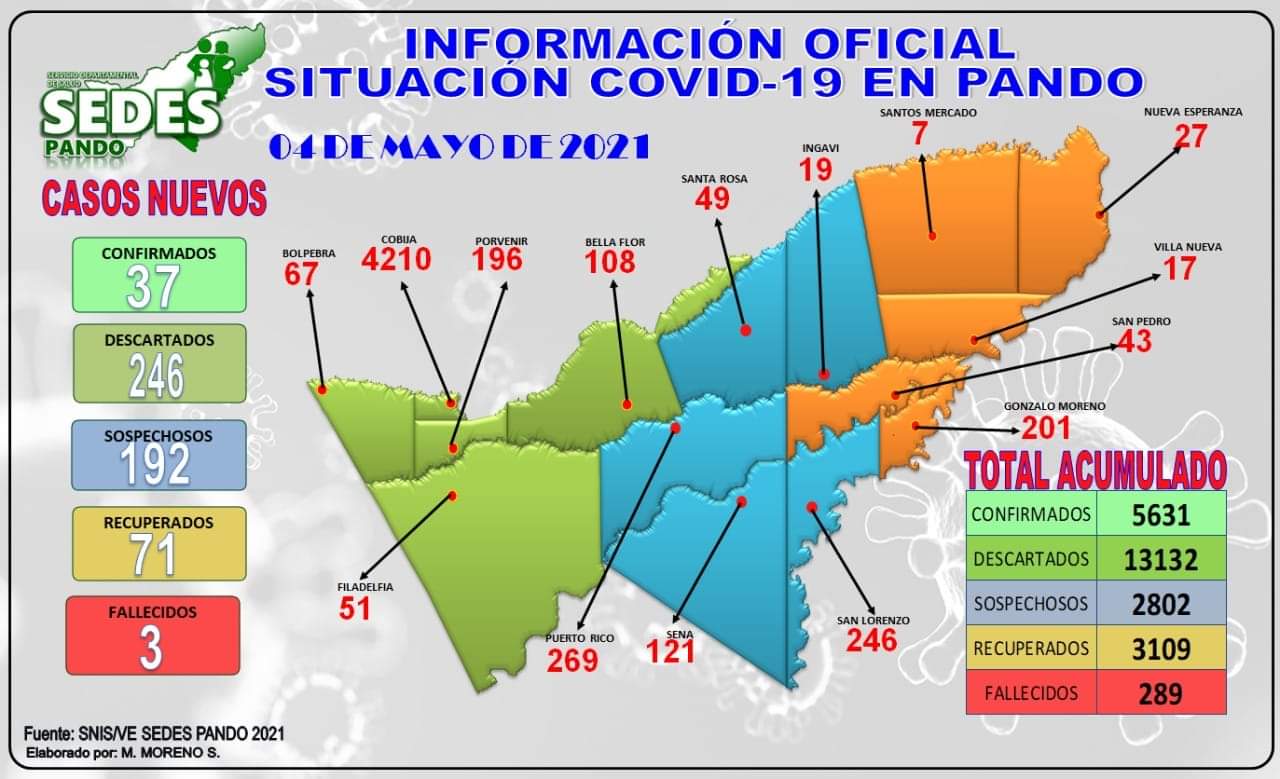 SERVICIO DEPARTAMENTAL
DE SALUD
SEDES
PANDO
INFORMACIÓN OFICIAL
SITUACIÓN COVID-19 EN PANDO
04 DE MAYO DE 2021
CASOS NUEVOS
CONFIRMADOS
37
DESCARTADOS
246
SOSPECHOSOS
192
RECUPERADOS
71
FALLECIDOS
3
BOLPEBRA
67
COBIJA
4210
PORVENIR
196
BELLA FLOR
108
SANTA ROSA
49
INGAVI
19
SANTOS MERCADO
7
NUEVA ESPERANZA
27
VILLA NUEVA
17
SAN PEDRO
43
GONZALO MORENO
201
FILADELFIA
51
PUERTO RICO
269
SENA
121
SAN LORENZO
246
TOTAL ACUMULADO
CONFIRMADOS 5631
DESCARTADOS 13132
SOSPECHOSOS 2802
RECUPERADOS 3109
FALLECIDOS 289
Fuente: SNIS/VE SEDES PANDO 2021
Elaborado por: M. MORENO S.